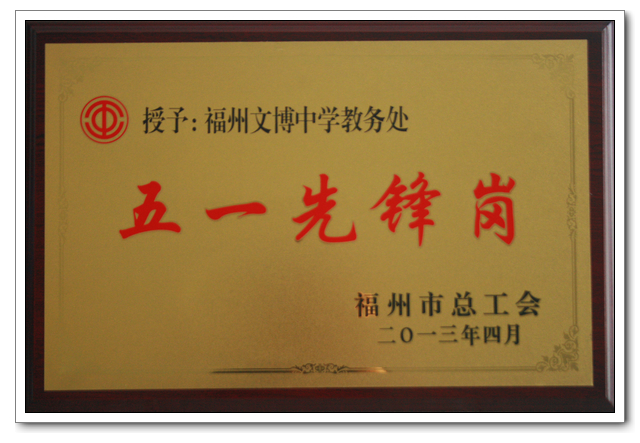 授予：福州文博中学教务处
五一先锋岗
福州市总工会
二〇一三年四月